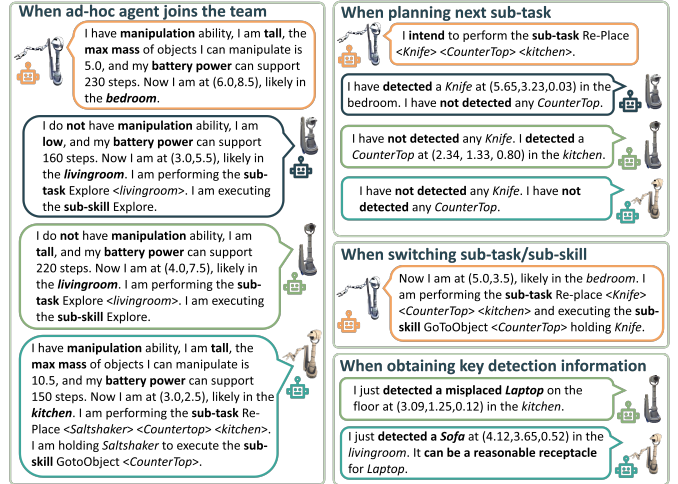 When ad-hoc agent joins the team
I have manipulation ability, I am tall, the
max mass of objects I can manipulate is
5.0, and my battery power can support
230 steps. Now I am at (6.0,8.5), likely in
the bedroom.
I do not have manipulation ability, I am
low, and my battery power can support
160 steps. Now I am at (3.0,5.5), likely in
the livingroom. I am performing the sub-
task Explore <livingroom>. I am executing
the sub-skill Explore.
I do not have manipulation ability, I am
tall, and my battery power can support
220 steps. Now I am at (4.0,7.5), likely in
the livingroom. I am performing the sub-
task Explore <livingroom>. I am executing
the sub-skill Explore.
I have manipulation ability, I am tall, the
max mass of objects I can manipulate is
10.5, and my battery power can support
150 steps. Now I am at (3.0,2.5), likely in the
kitchen. I am performing the sub-task Re-
Place <Saltshaker> <Countertop> <kitchen>.
I am holding Saltshaker to execute the sub-
skill GotoObject <CounterTop>.
When planning next sub-task
I intend to perform the sub-task Re-Place
<Knife> <CounterTop> <kitchen>.
I have detected a Knife at (5.65,3.23,0.03) in the
bedroom. I have not detected any CounterTop.
I have not detected any Knife. I detected a
CounterTop at (2.34, 1.33, 0.80) in the kitchen.
I have not detected any Knife. I have not
detected any CounterTop.
When switching sub-task/sub-skill
Now I am at (5.0,3.5), likely in the bedroom. I
am performing the sub-task Re-place <Knife>
<CounterTop> <kitchen> and executing the sub-
skill GoToObject <CounterTop> holding Knife.
When obtaining key detection information
I just detected a misplaced Laptop on the
floor at (3.09,1.25,0.12) in the kitchen.
I just detected a Sofa at (4.12,3.65,0.52) in the
livingroom. It can be a reasonable receptacle
for Laptop.